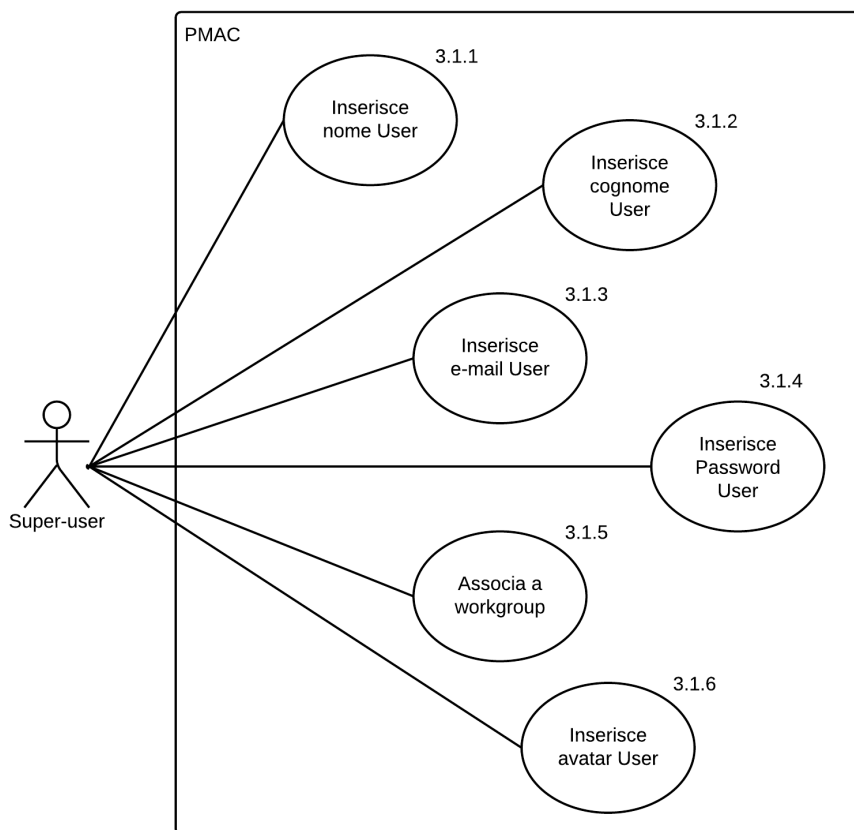 PMAC
3.1.1
Inserisce
nome User
3.1.2
Inserisce
cognome
User
3.1.3
Inserisce
e-mail User
3.1.4
Inserisce
Password
User
Super-user
3.1.5
Associa a
workgroup
3.1.6
Inserisce
avatar User